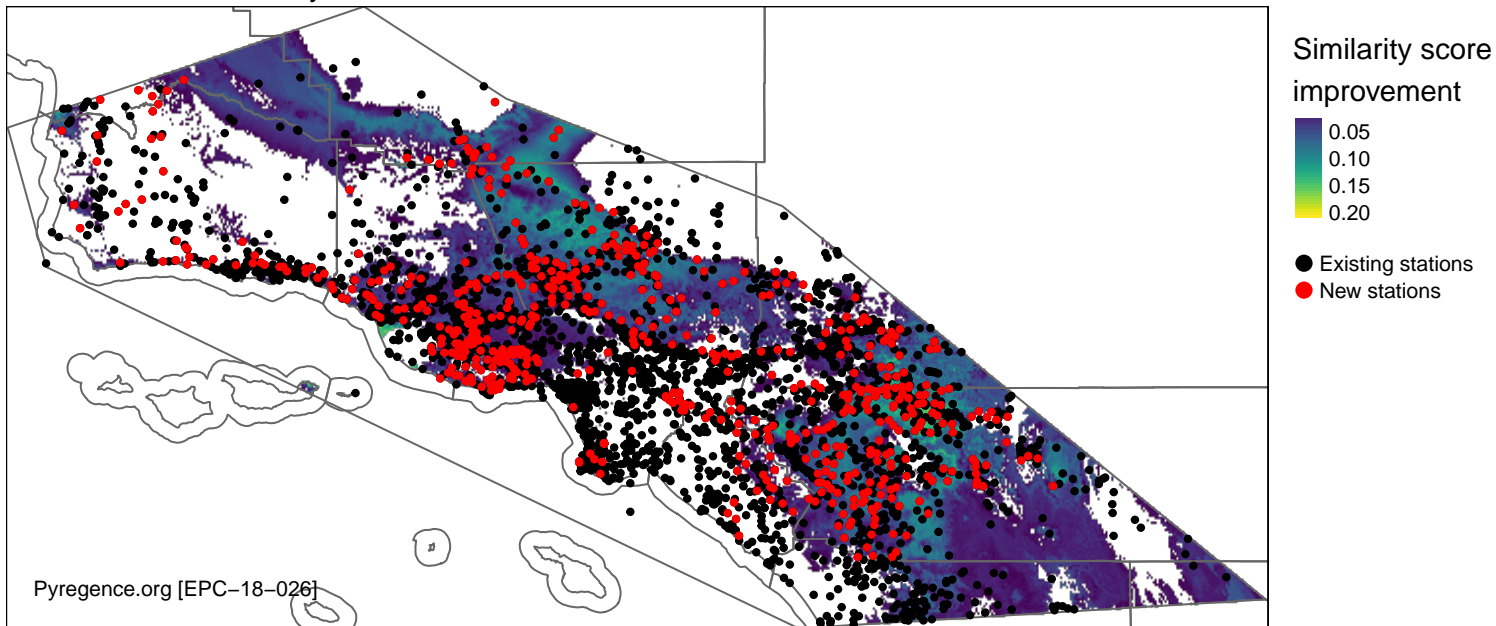 Similarity score
improvement
0.05
0.10
0.15
0.20
Existing stations
New stations
Pyregence.org [EPC−18−026]